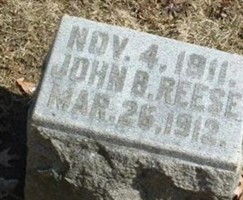 NOV. 4, 1911.
JOHN B. REESE
MAR. 26, 1912.